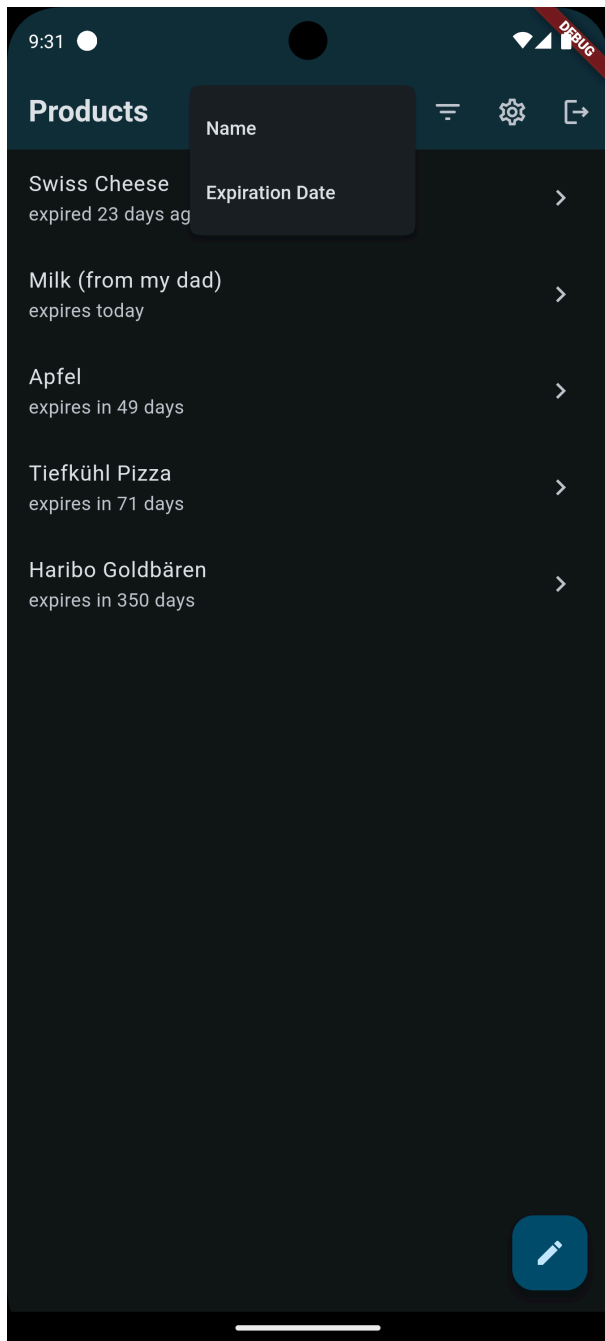 9:31
DEBUG
Products
Name
Expiration Date
Swiss Cheese
expired 23 days ag
Milk (from my dad)
expires today
Apfel
expires in 49 days
Tiefkühl Pizza
expires in 71 days
Haribo Goldbären
expires in 350 days